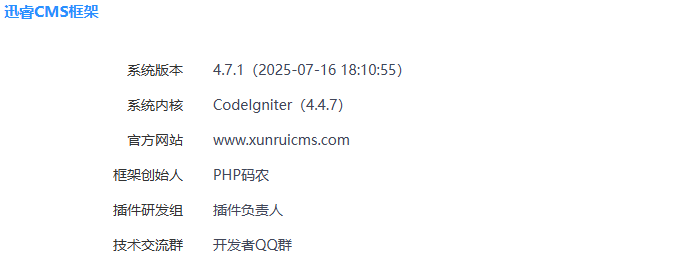 迅睿CMS框架
系统版本 4.7.1（2025-07-16 18:10:55）
系统内核 CodeIgniter（4.4.7）
官方网站 www.xunruicms.com
框架创始人 PHP码农
插件研发组 插件负责人
技术交流群 开发者QQ群